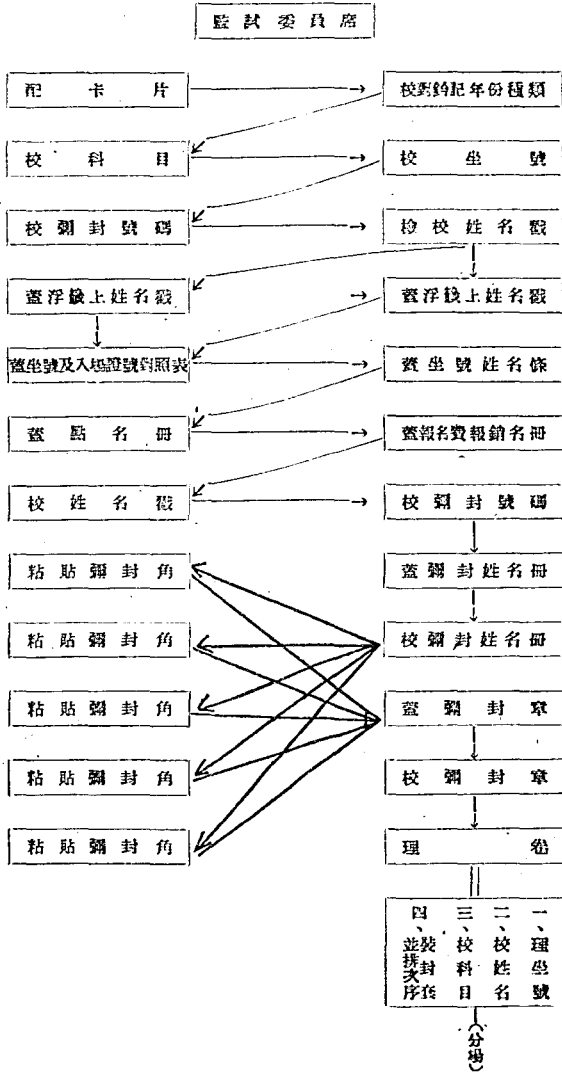 監試委員席
配卡片
校對鈐記年份種類
校科目
校坐號
校彌封號碼
檢校姓名戳
蓋浮籤上姓名戳
蓋浮籤上姓名戳
蓋坐號及入場證號對照表
蓋坐號姓名條
蓋點名冊
蓋報名費報銷名冊
校姓名戳
校彌封號碼
粘貼彌封角
蓋彌封姓名冊
粘貼彌封角
校彌封姓名冊
粘貼彌封角
蓋彌封章
粘貼彌封角
校彌封章
粘貼彌封角
理卷
一、理坐號
二、校姓名
三、校科目
四、裝封套
並排次序
(分場)